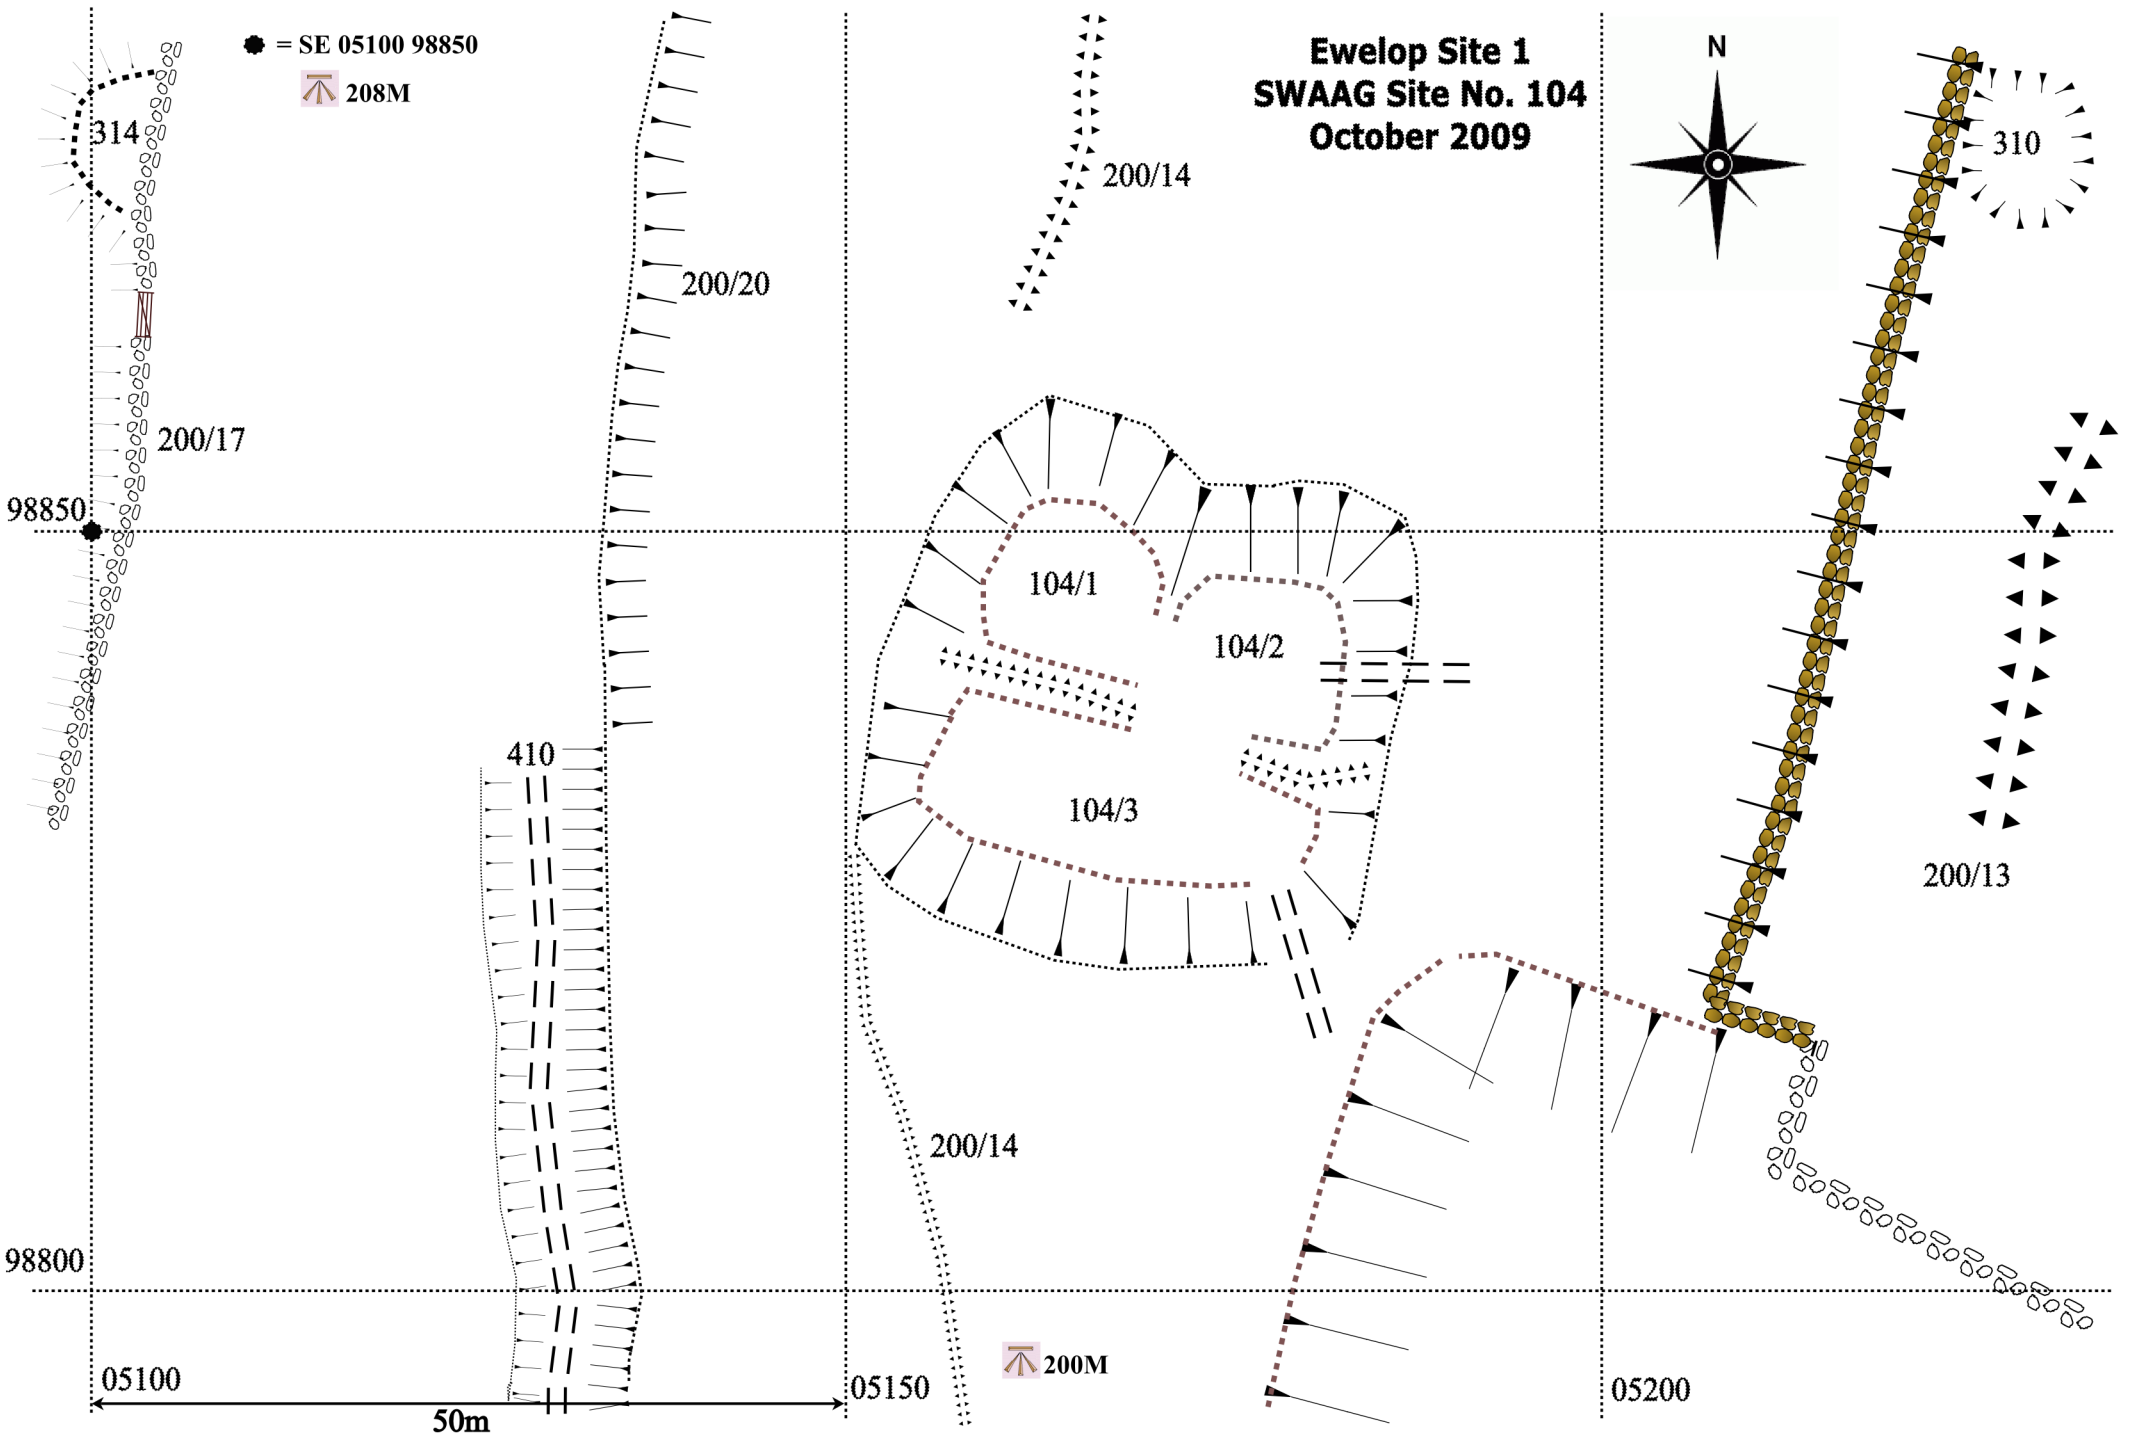 = SE 05100 98850
208M
Ewelop Site 1
SWAAG Site No. 104
October 2009
N
314
310
200/14
200/20
200/17
98850
104/1
104/2
410
104/3
200/13
200/14
98800
200M
05100
05150
05200
50m